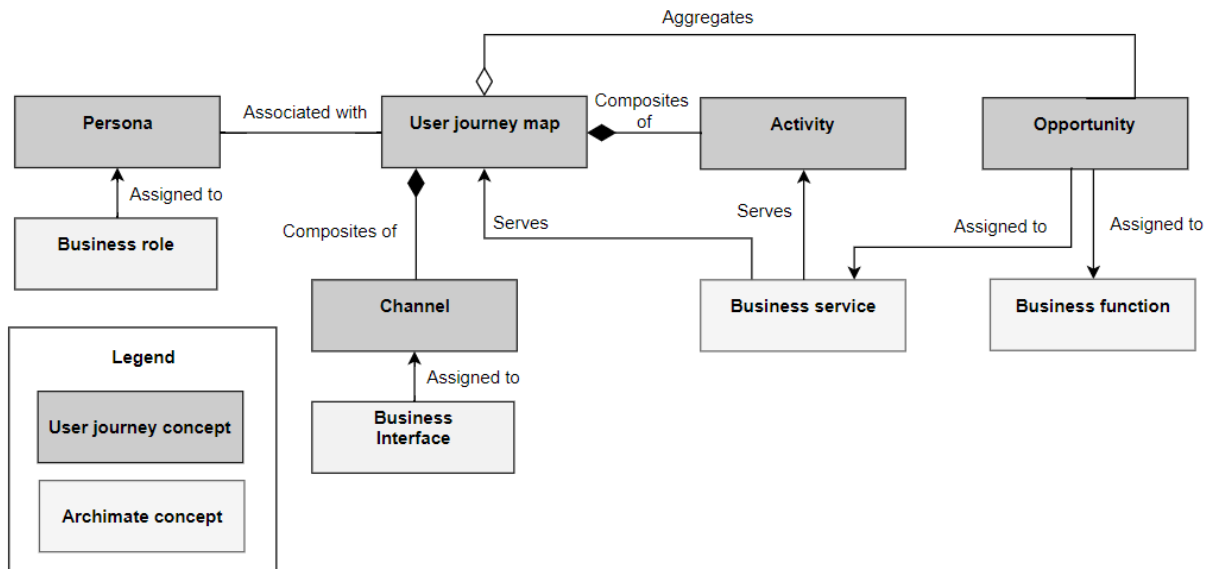 Aggregates
Persona
Associated with
User journey map
Composites
of
Activity
Opportunity
Assigned to
Business role
Composites of
Serves
Serves
Assigned to
Assigned to
Channel
Business service
Business function
Legend
Assigned to
User journey concept
Business
Interface
Archimate concept